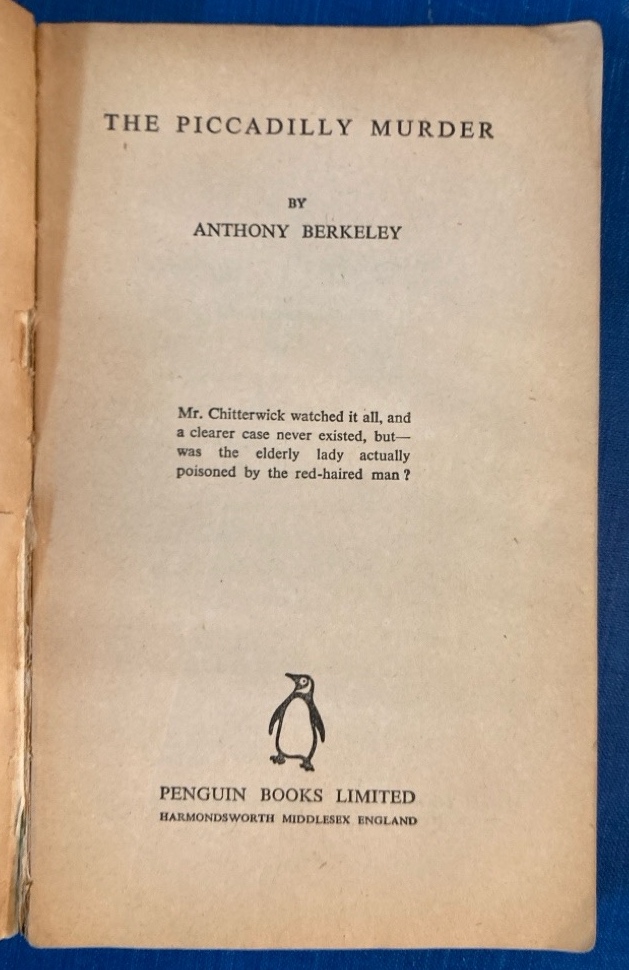 THE PICCADILLY MURDER
BY
ANTHONY BERKELEY
Mr. Chitterwick watched it all, and
a clearer case never existed, but—
was the elderly lady actually
poisoned by the red-haired man?
PENGUIN BOOKS LIMITED
HARMONDSWORTH MIDDLESEX ENGLAND